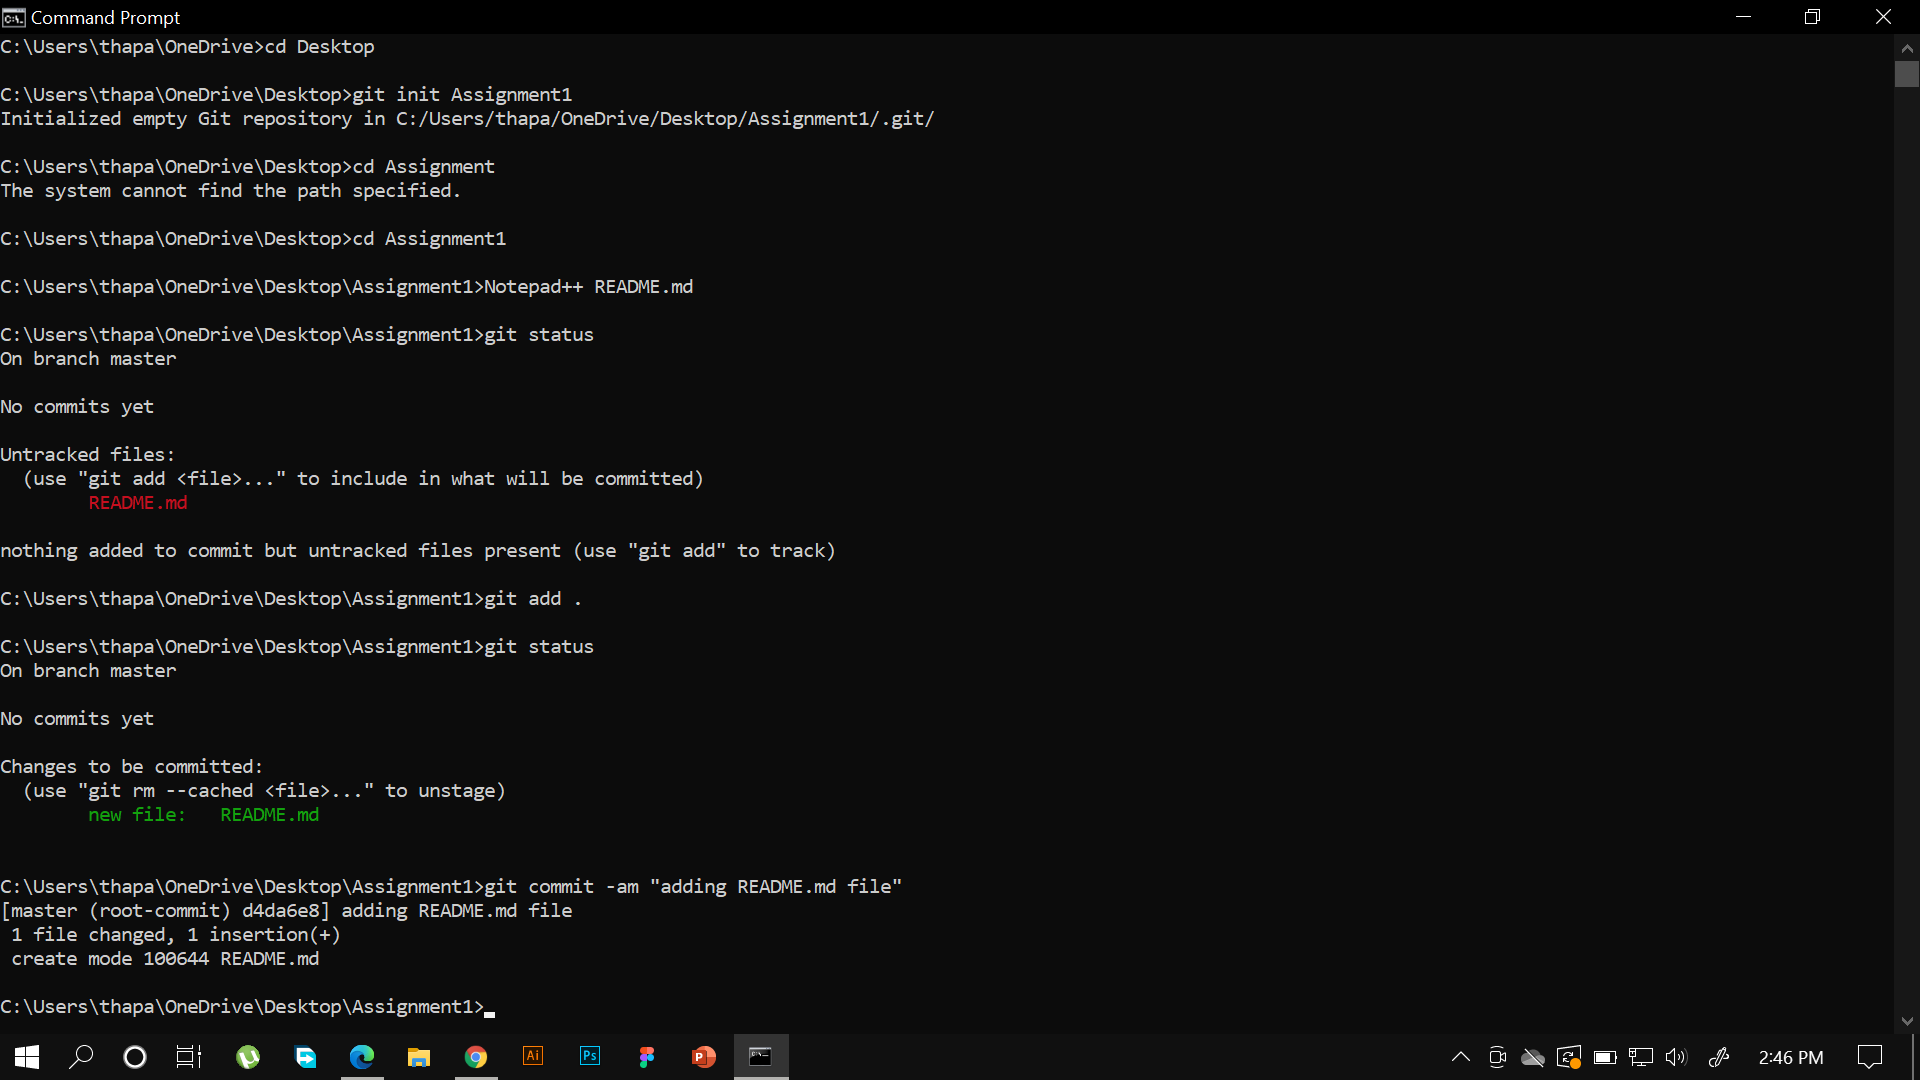 Command Prompt
C:\Users\thapa\OneDrive>cd Desktop
C:\Users\thapa\OneDrive\Desktop>git init Assignment1
Initialized empty Git repository in C:/Users/thapa/OneDrive/Desktop/Assignment1/.git/
C:\Users\thapa\OneDrive\Desktop>cd Assignment
The system cannot find the path specified.
C:\Users\thapa\OneDrive\Desktop>cd Assignment1
C:\Users\thapa\OneDrive\Desktop\Assignment1>Notepad++ README.md
C:\Users\thapa\OneDrive\Desktop\Assignment1>git status
On branch master
No commits yet
Untracked files:
  (use "git add <file>..." to include in what will be committed)
        README.md
nothing added to commit but untracked files present (use "git add" to track)
C:\Users\thapa\OneDrive\Desktop\Assignment1>git add .
C:\Users\thapa\OneDrive\Desktop\Assignment1>git status
On branch master
No commits yet
Changes to be committed:
  (use "git rm --cached <file>..." to unstage)
        new file:   README.md
C:\Users\thapa\OneDrive\Desktop\Assignment1>git commit -am "adding README.md file"
[master (root-commit) d4da6e8] adding README.md file
 1 file changed, 1 insertion(+)
 create mode 100644 README.md
C:\Users\thapa\OneDrive\Desktop\Assignment1>
Ai
Ps
P
2:46 PM